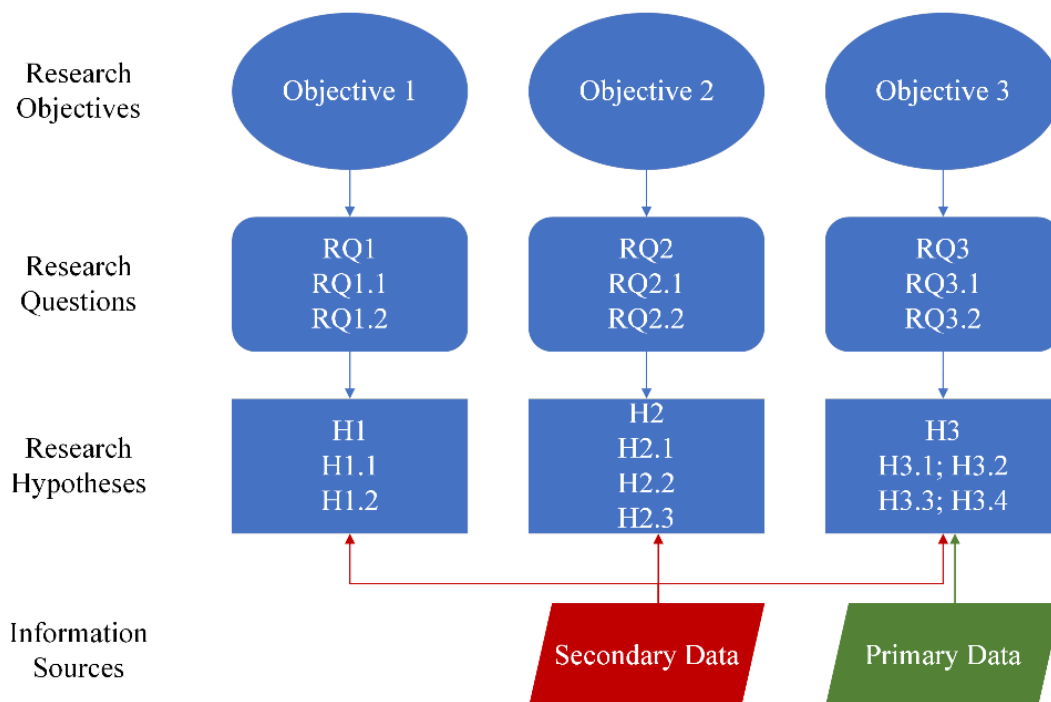 Research
Objectives
Objective 1
Objective 2
Objective 3
Research
Questions
RQ1
RQ1.1
RQ1.2
RQ2
RQ2.1
RQ2.2
RQ3
RQ3.1
RQ3.2
Research
Hypotheses
H1
H1.1
H1.2
H2
H2.1
H2.2
H2.3
H3
H3.1; H3.2
H3.3; H3.4
Information
Sources
Secondary Data
Primary Data